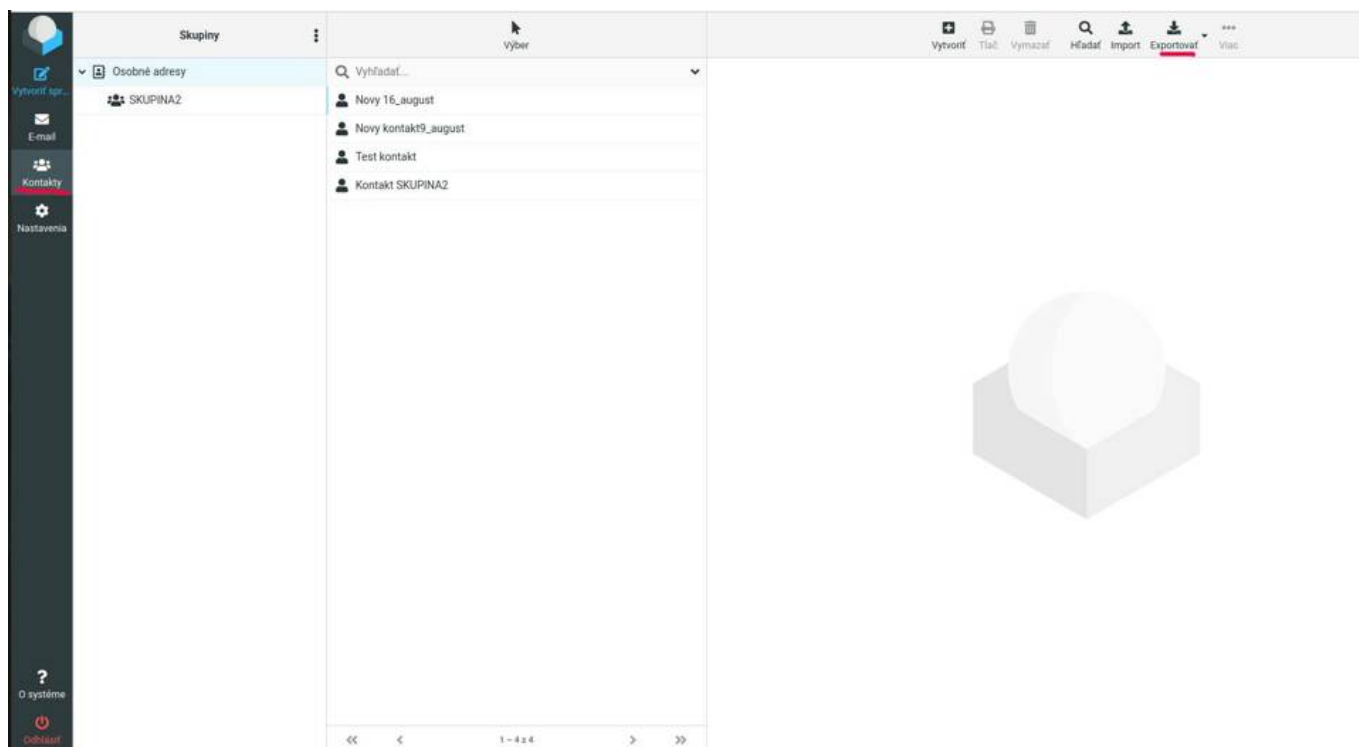 Skupiny
Výber
Vytvoriť Tlač Vymazať Hľadať Import Exportovať Viac
Vytvoriť spr...
Osobné adresy
Vyhľadať...
SKUPINA2
Novy 16_august
E-mail
Novy kontakt9_august
Test kontakt
Kontakty
Kontakt SKUPINA2
Nastavenia
O systéme
Odhlásiť
1 – 4 z 4